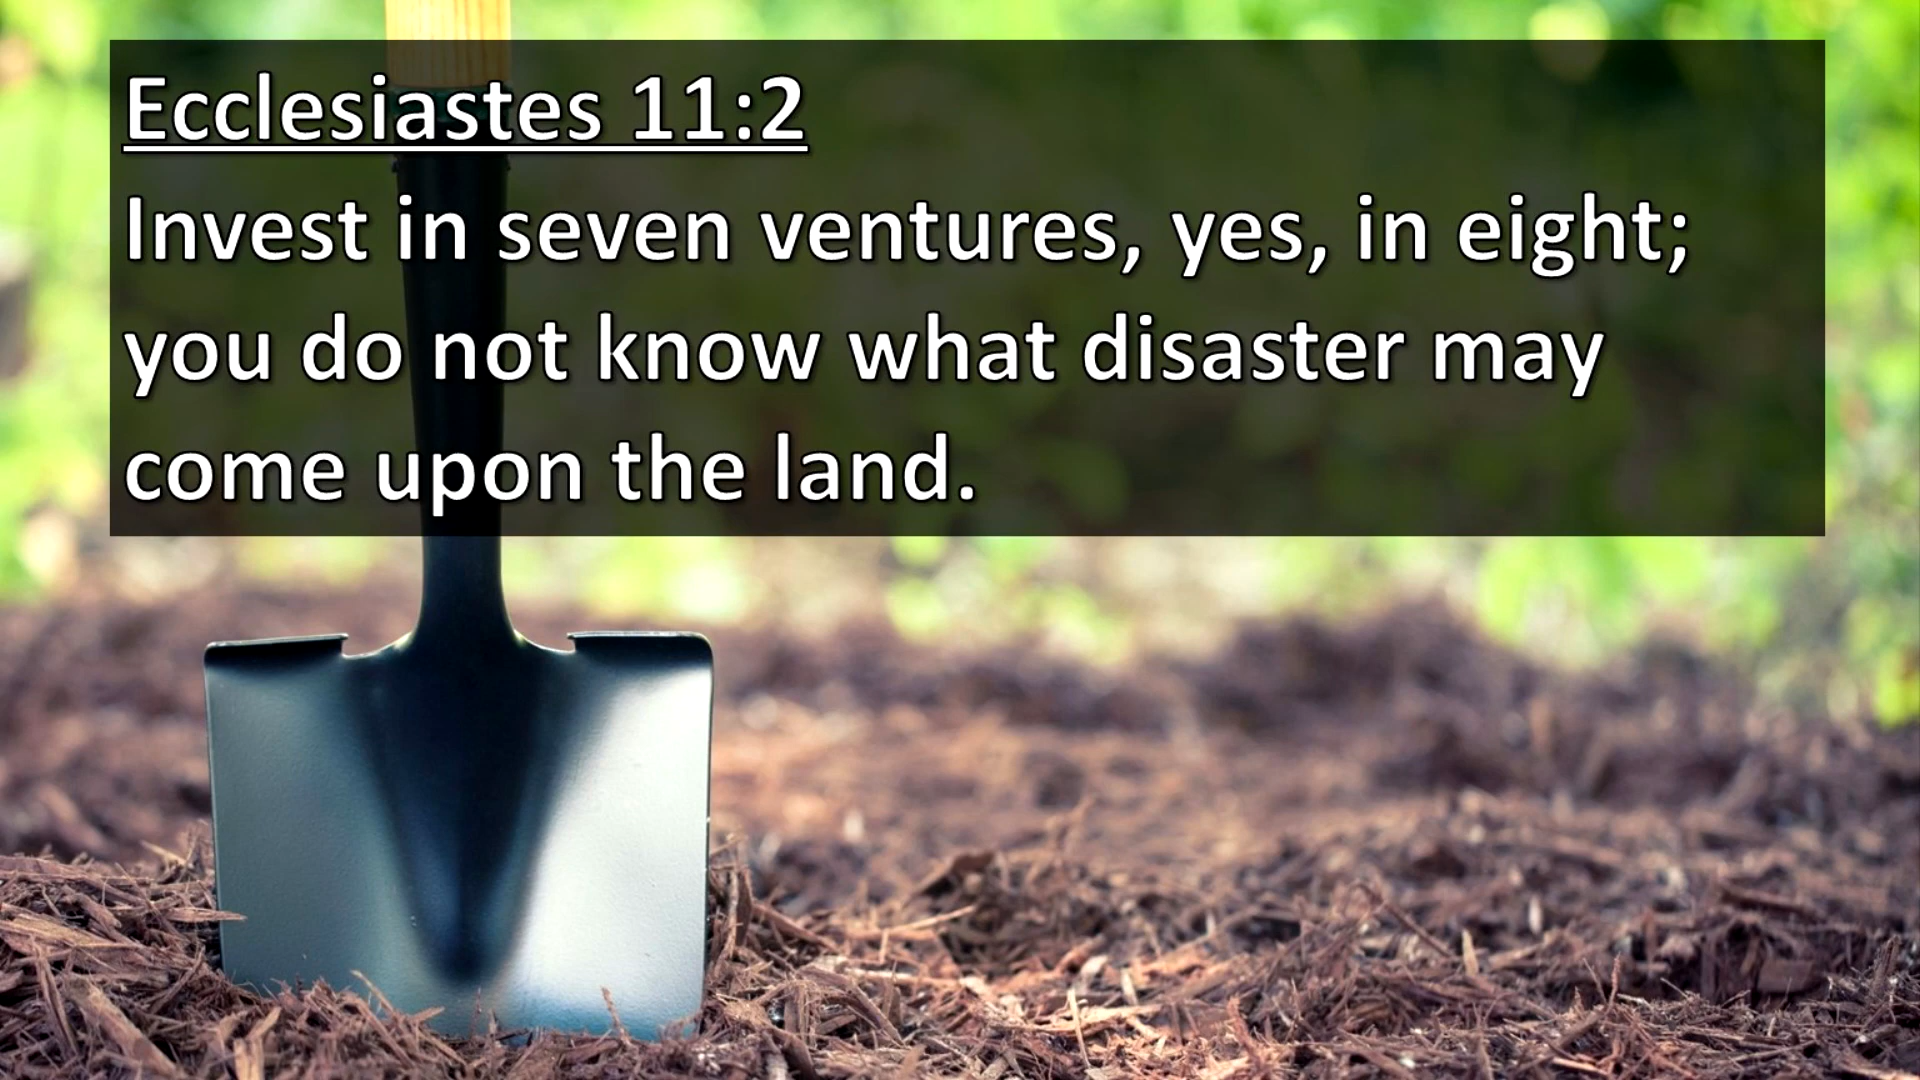 Ecclesiastes 11:2
Invest in seven ventures, yes, in eight;
you do not know what disaster may
come upon the land.